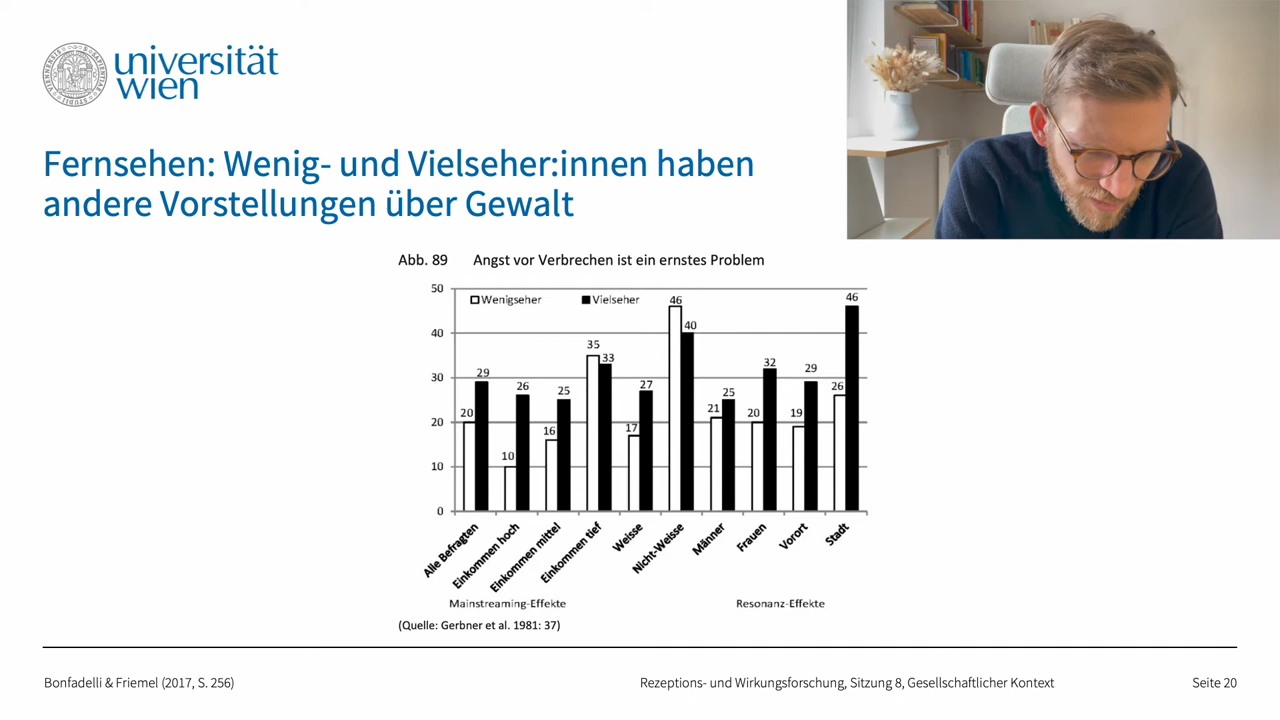 universität
wien
Fernsehen: Wenig- und Vielseher:innen haben
andere Vorstellungen über Gewalt
Abb. 89 Angst vor Verbrechen ist ein ernstes Problem
50
40
30
20
10
0
Wenigseher Vielseher
20 29
10 26
16 25
35 33
17 27
46 40
21 25
20 32
19 29
26 46
Alle Befragten
Einkommen hoch
Einkommen mittel
Einkommen tief
Weisse
Nicht-Weisse
Männer
Frauen
Vorort
Stadt
Mainstreaming-Effekte Resonanz-Effekte
(Quelle: Gerbner et al. 1981: 37)
Bonfadelli & Friemel (2017, S. 256) Rezeptions- und Wirkungsforschung, Sitzung 8, Gesellschaftlicher Kontext Seite 20